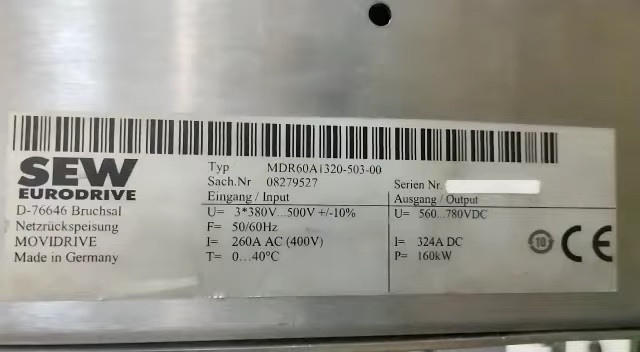 SEW
EURODRIVE
D-76646 Bruchsal
Netzrückspeisung
MOVIDRIVE
Made in Germany
Typ MDR60A1320-503-00
Sach.Nr 08279527
Eingang / Input
U= 3*380V...500V +/-10%
F= 50/60Hz
I= 260A AC (400V)
T= 0...40°C
Serien Nr.
Ausgang / Output
U= 560...780VDC
I= 324A DC
P= 160kW
10
CE